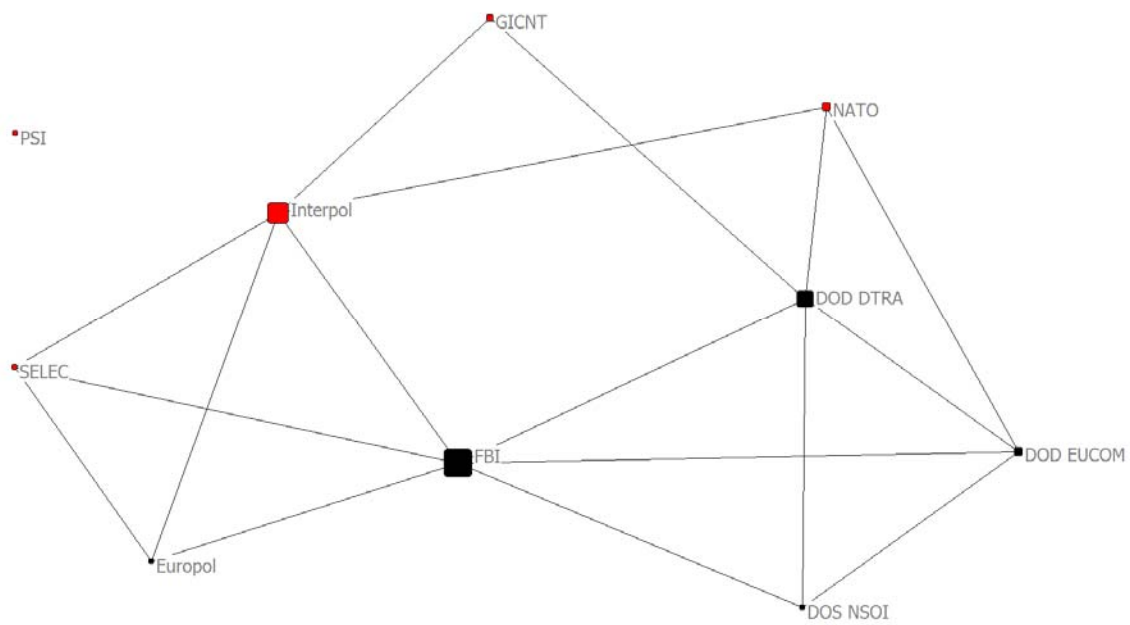 GICNT
NATO
PSI
Interpol
DOD DTRA
SELEC
FBI
DOD EUCOM
Europol
DOS NSOI